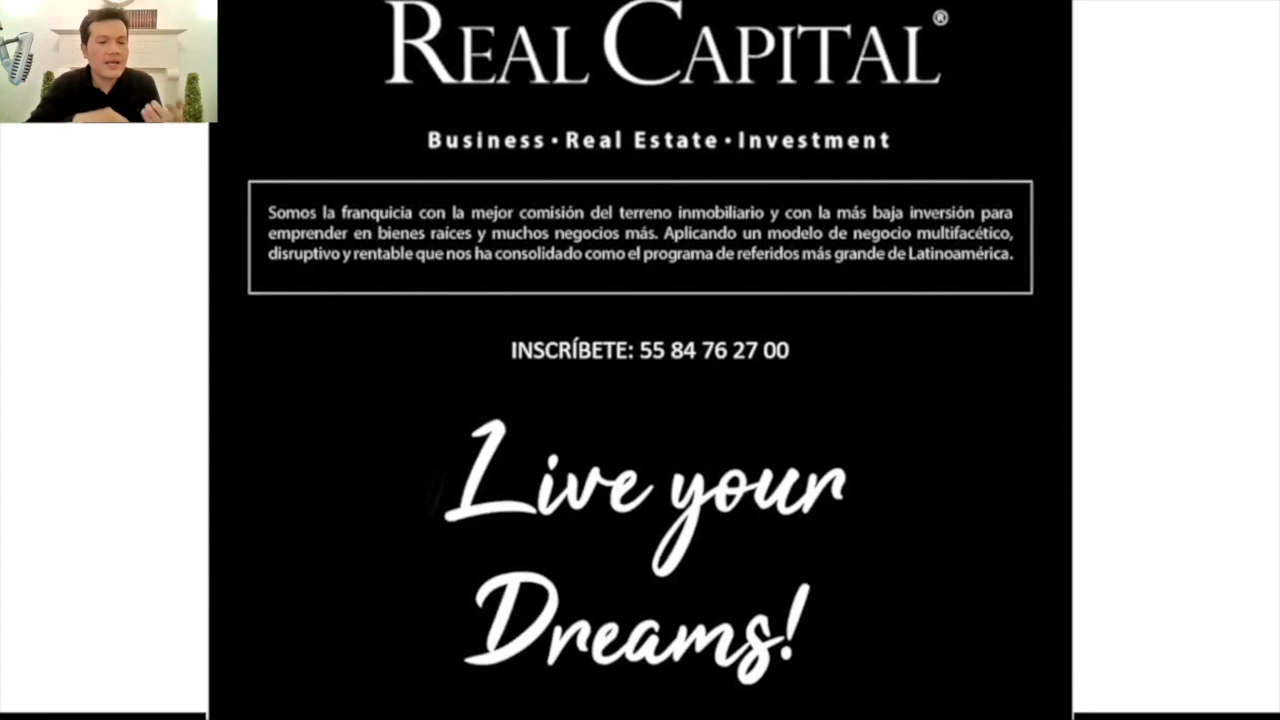 REAL CAPITAL®
Business • Real Estate • Investment
Somos la franquicia con la mejor comisión del terreno inmobiliario y con la más baja inversión para
emprender en bienes raíces y muchos negocios más. Aplicando un modelo de negocio multifacético,
disruptivo y rentable que nos ha consolidado como el programa de referidos más grande de Latinoamérica.
INSCRÍBETE: 55 84 76 27 00
Live your
Dreams!